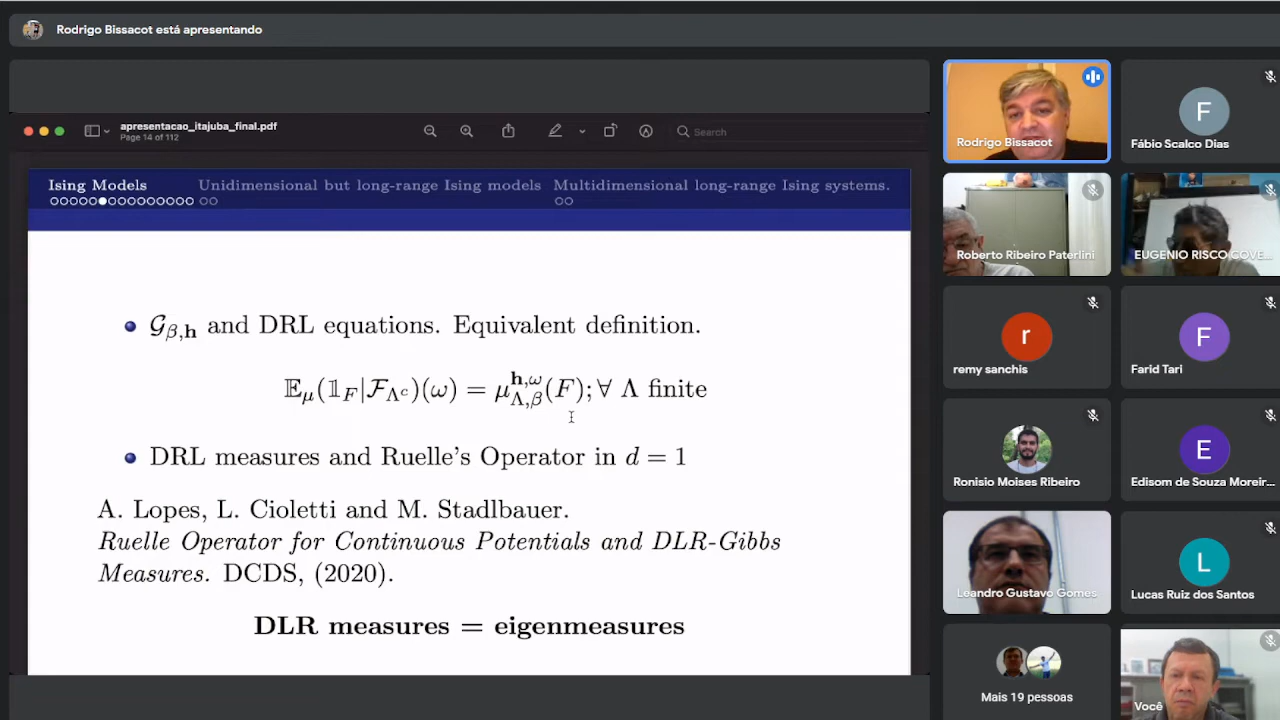 Rodrigo Bissacot está apresentando
apresentacao_itajuba_final.pdf
Page 14 of 112
Search
Ising Models
Unidimensional but long-range Ising models
Multidimensional long-range Ising systems.
𝒢_{β,𝐡} and DRL equations. Equivalent definition.
𝔼_μ(𝟙_F|ℱ_{Λ^c})(ω) = μ_{Λ,β}^{𝐡,ω}(F); ∀ Λ finite
DRL measures and Ruelle's Operator in d = 1
A. Lopes, L. Cioletti and M. Stadlbauer.
Ruelle Operator for Continuous Potentials and DLR-Gibbs
Measures. DCDS, (2020).
DLR measures = eigenmeasures
Rodrigo Bissacot
F
Fábio Scalco Dias
Roberto Ribeiro Paterlini
EUGENIO RISCO COVE...
r
remy sanchis
F
Farid Tari
Ronisio Moises Ribeiro
E
Edisom de Souza Moreir...
Leandro Gustavo Gomes
L
Lucas Ruiz dos Santos
Mais 19 pessoas
Você